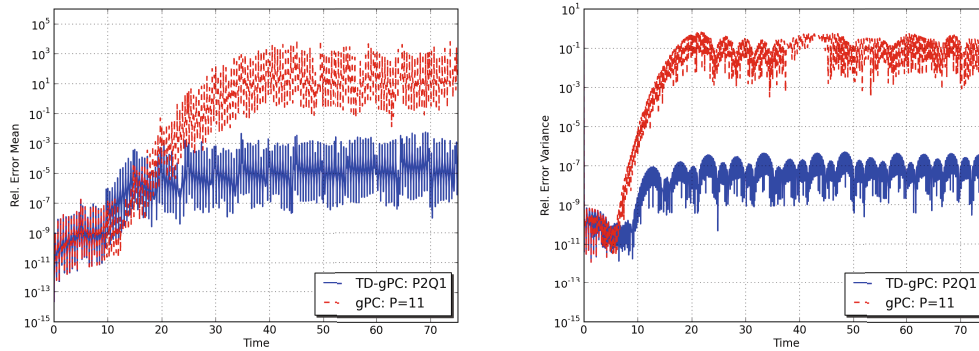 10^5
10^3
10^1
10^-1
10^-3
10^-5
10^-7
10^-9
10^-11
10^-13
10^-15
Rel. Error Mean
0 10 20 30 40 50 60 70
Time
TD-gPC: P2Q1
gPC: P=11
10^1
10^-1
10^-3
10^-5
10^-7
10^-9
10^-11
10^-13
10^-15
Rel. Error Variance
0 10 20 30 40 50 60 70
Time
TD-gPC: P2Q1
gPC: P=11